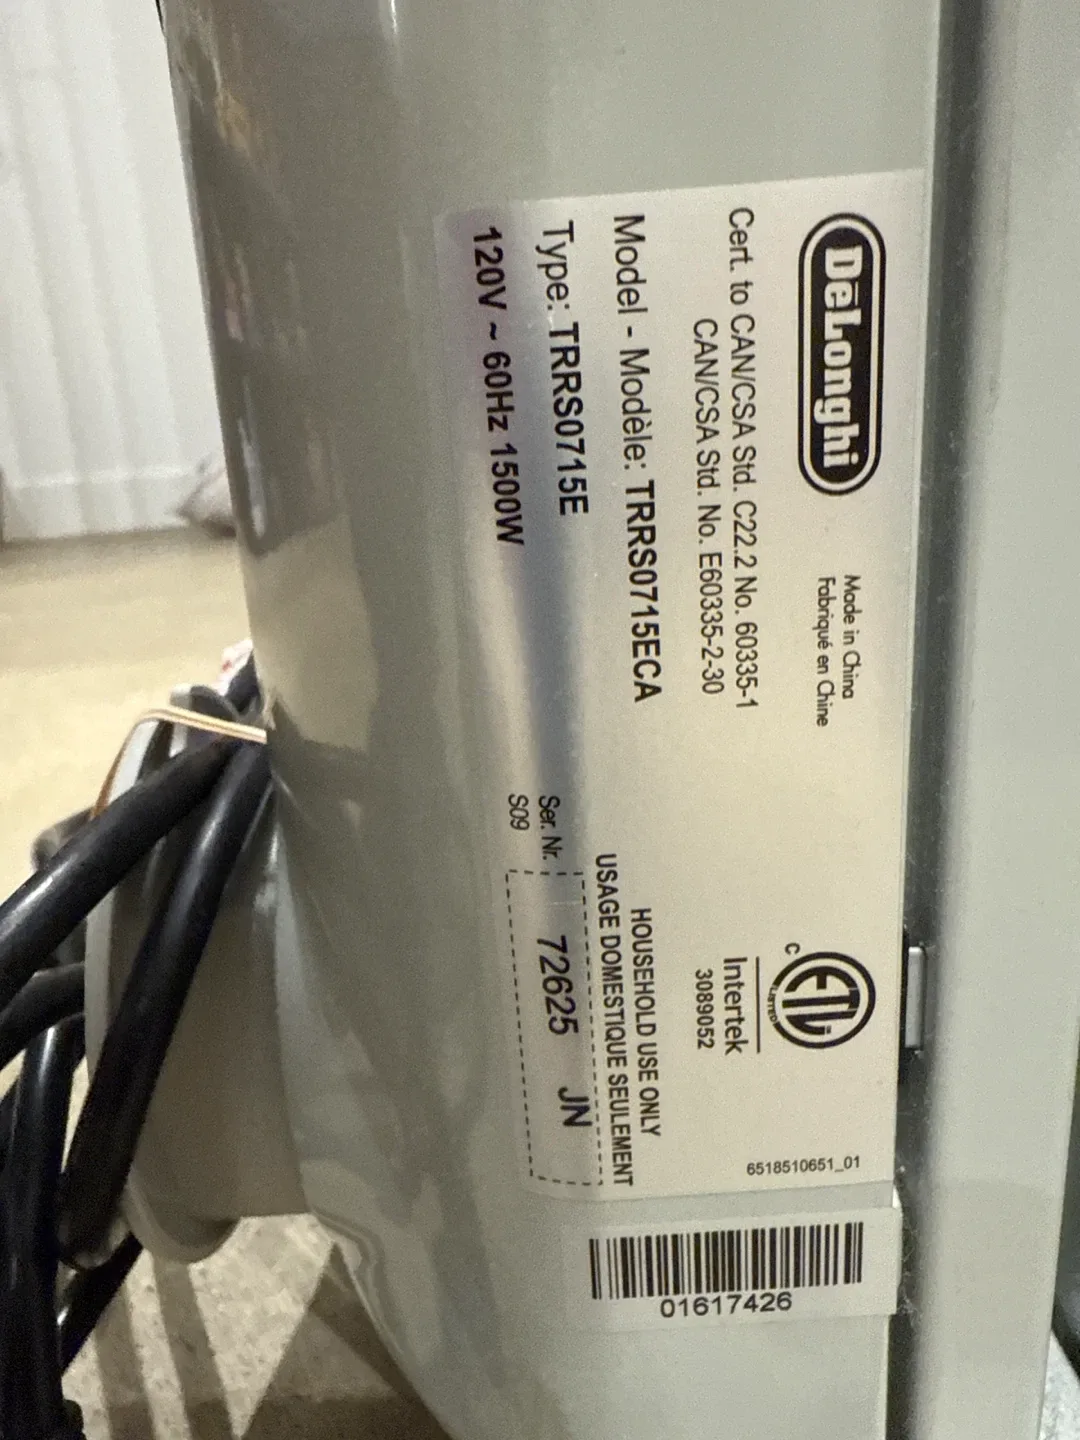 DēLonghi
Made in China
Fabriqué en Chine
Cert. to CAN/CSA Std. C22.2 No. 60335-1
CAN/CSA Std. No. E60335-2-30
Model - Modèle: TRRS0715ECA
Type: TRRS0715E
120V ~ 60Hz 1500W
C
ETL
LISTED
Intertek
3089052
6518510651_01
HOUSEHOLD USE ONLY
USAGE DOMESTIQUE SEULEMENT
Ser. Nr. 72625 JN
S09
01617426